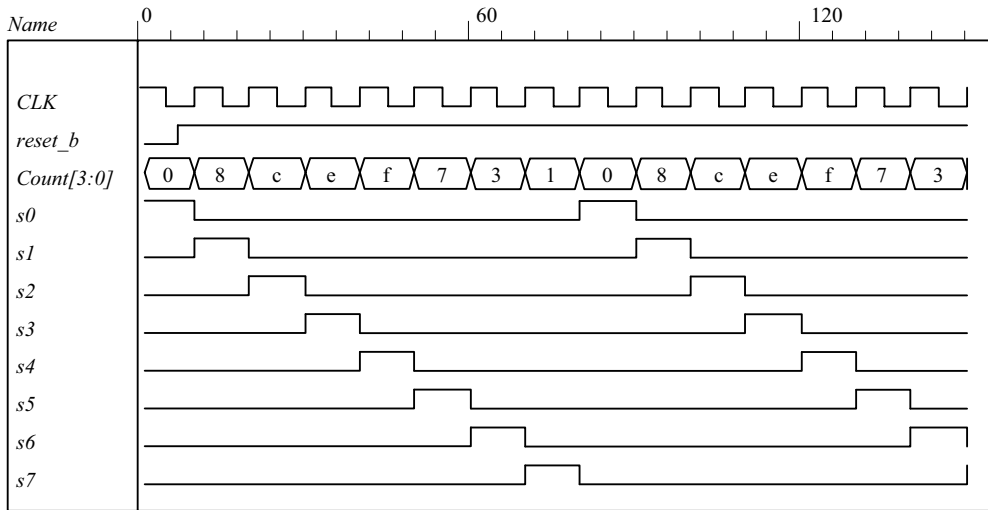 Name 0 60 120
CLK
reset_b
Count[3:0] 0 8 c e f 7 3 1 0 8 c e f 7 3
s0
s1
s2
s3
s4
s5
s6
s7